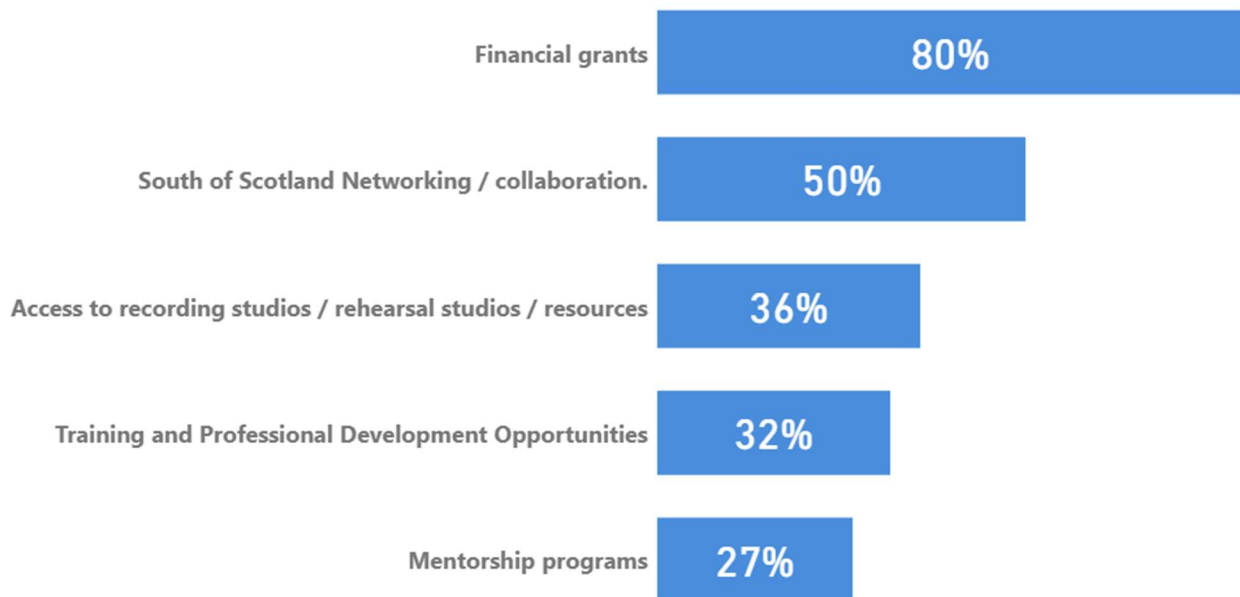 Financial grants 80%
South of Scotland Networking / collaboration. 50%
Access to recording studios / rehearsal studios / resources 36%
Training and Professional Development Opportunities 32%
Mentorship programs 27%